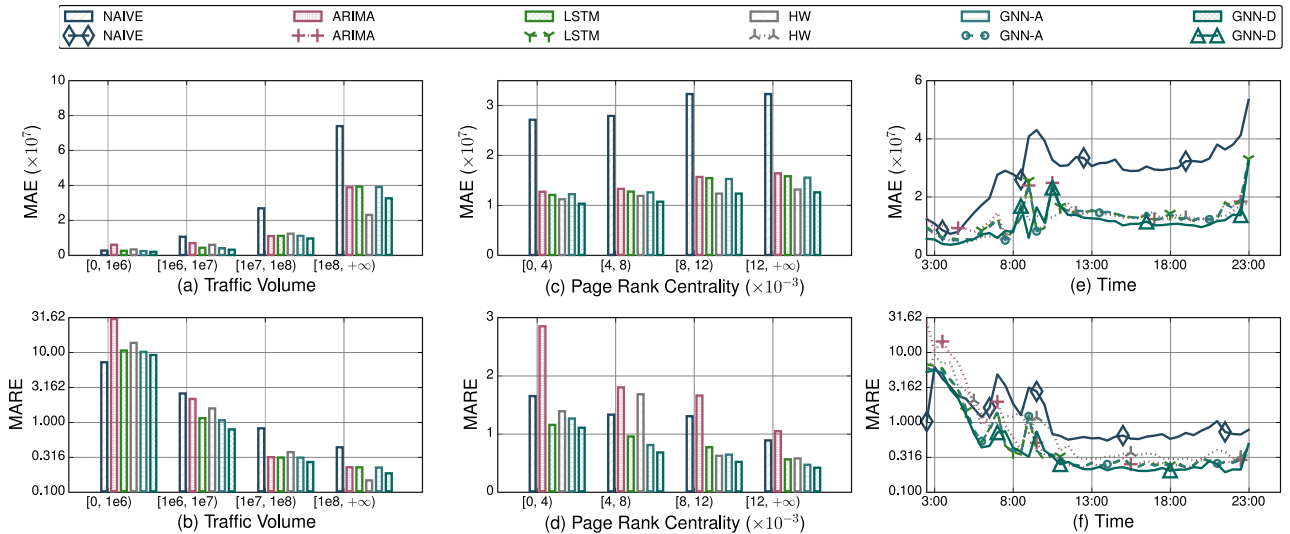 NAIVE ARIMA LSTM HW GNN-A GNN-D
NAIVE ARIMA LSTM HW GNN-A GNN-D
MAE (×10⁷)
10
8
6
4
2
0
[0, 1e6) [1e6, 1e7) [1e7, 1e8) [1e8, +∞)
(a) Traffic Volume
MAE (×10⁷)
3
2
1
0
[0, 4) [4, 8) [8, 12) [12, +∞)
(c) Page Rank Centrality (×10⁻³)
MAE (×10⁷)
6
4
2
0
3:00 8:00 13:00 18:00 23:00
(e) Time
MARE
31.62
10.00
3.162
1.000
0.316
0.100
[0, 1e6) [1e6, 1e7) [1e7, 1e8) [1e8, +∞)
(b) Traffic Volume
MARE
3
2
1
0
[0, 4) [4, 8) [8, 12) [12, +∞)
(d) Page Rank Centrality (×10⁻³)
MARE
31.62
10.00
3.162
1.000
0.316
0.100
3:00 8:00 13:00 18:00 23:00
(f) Time